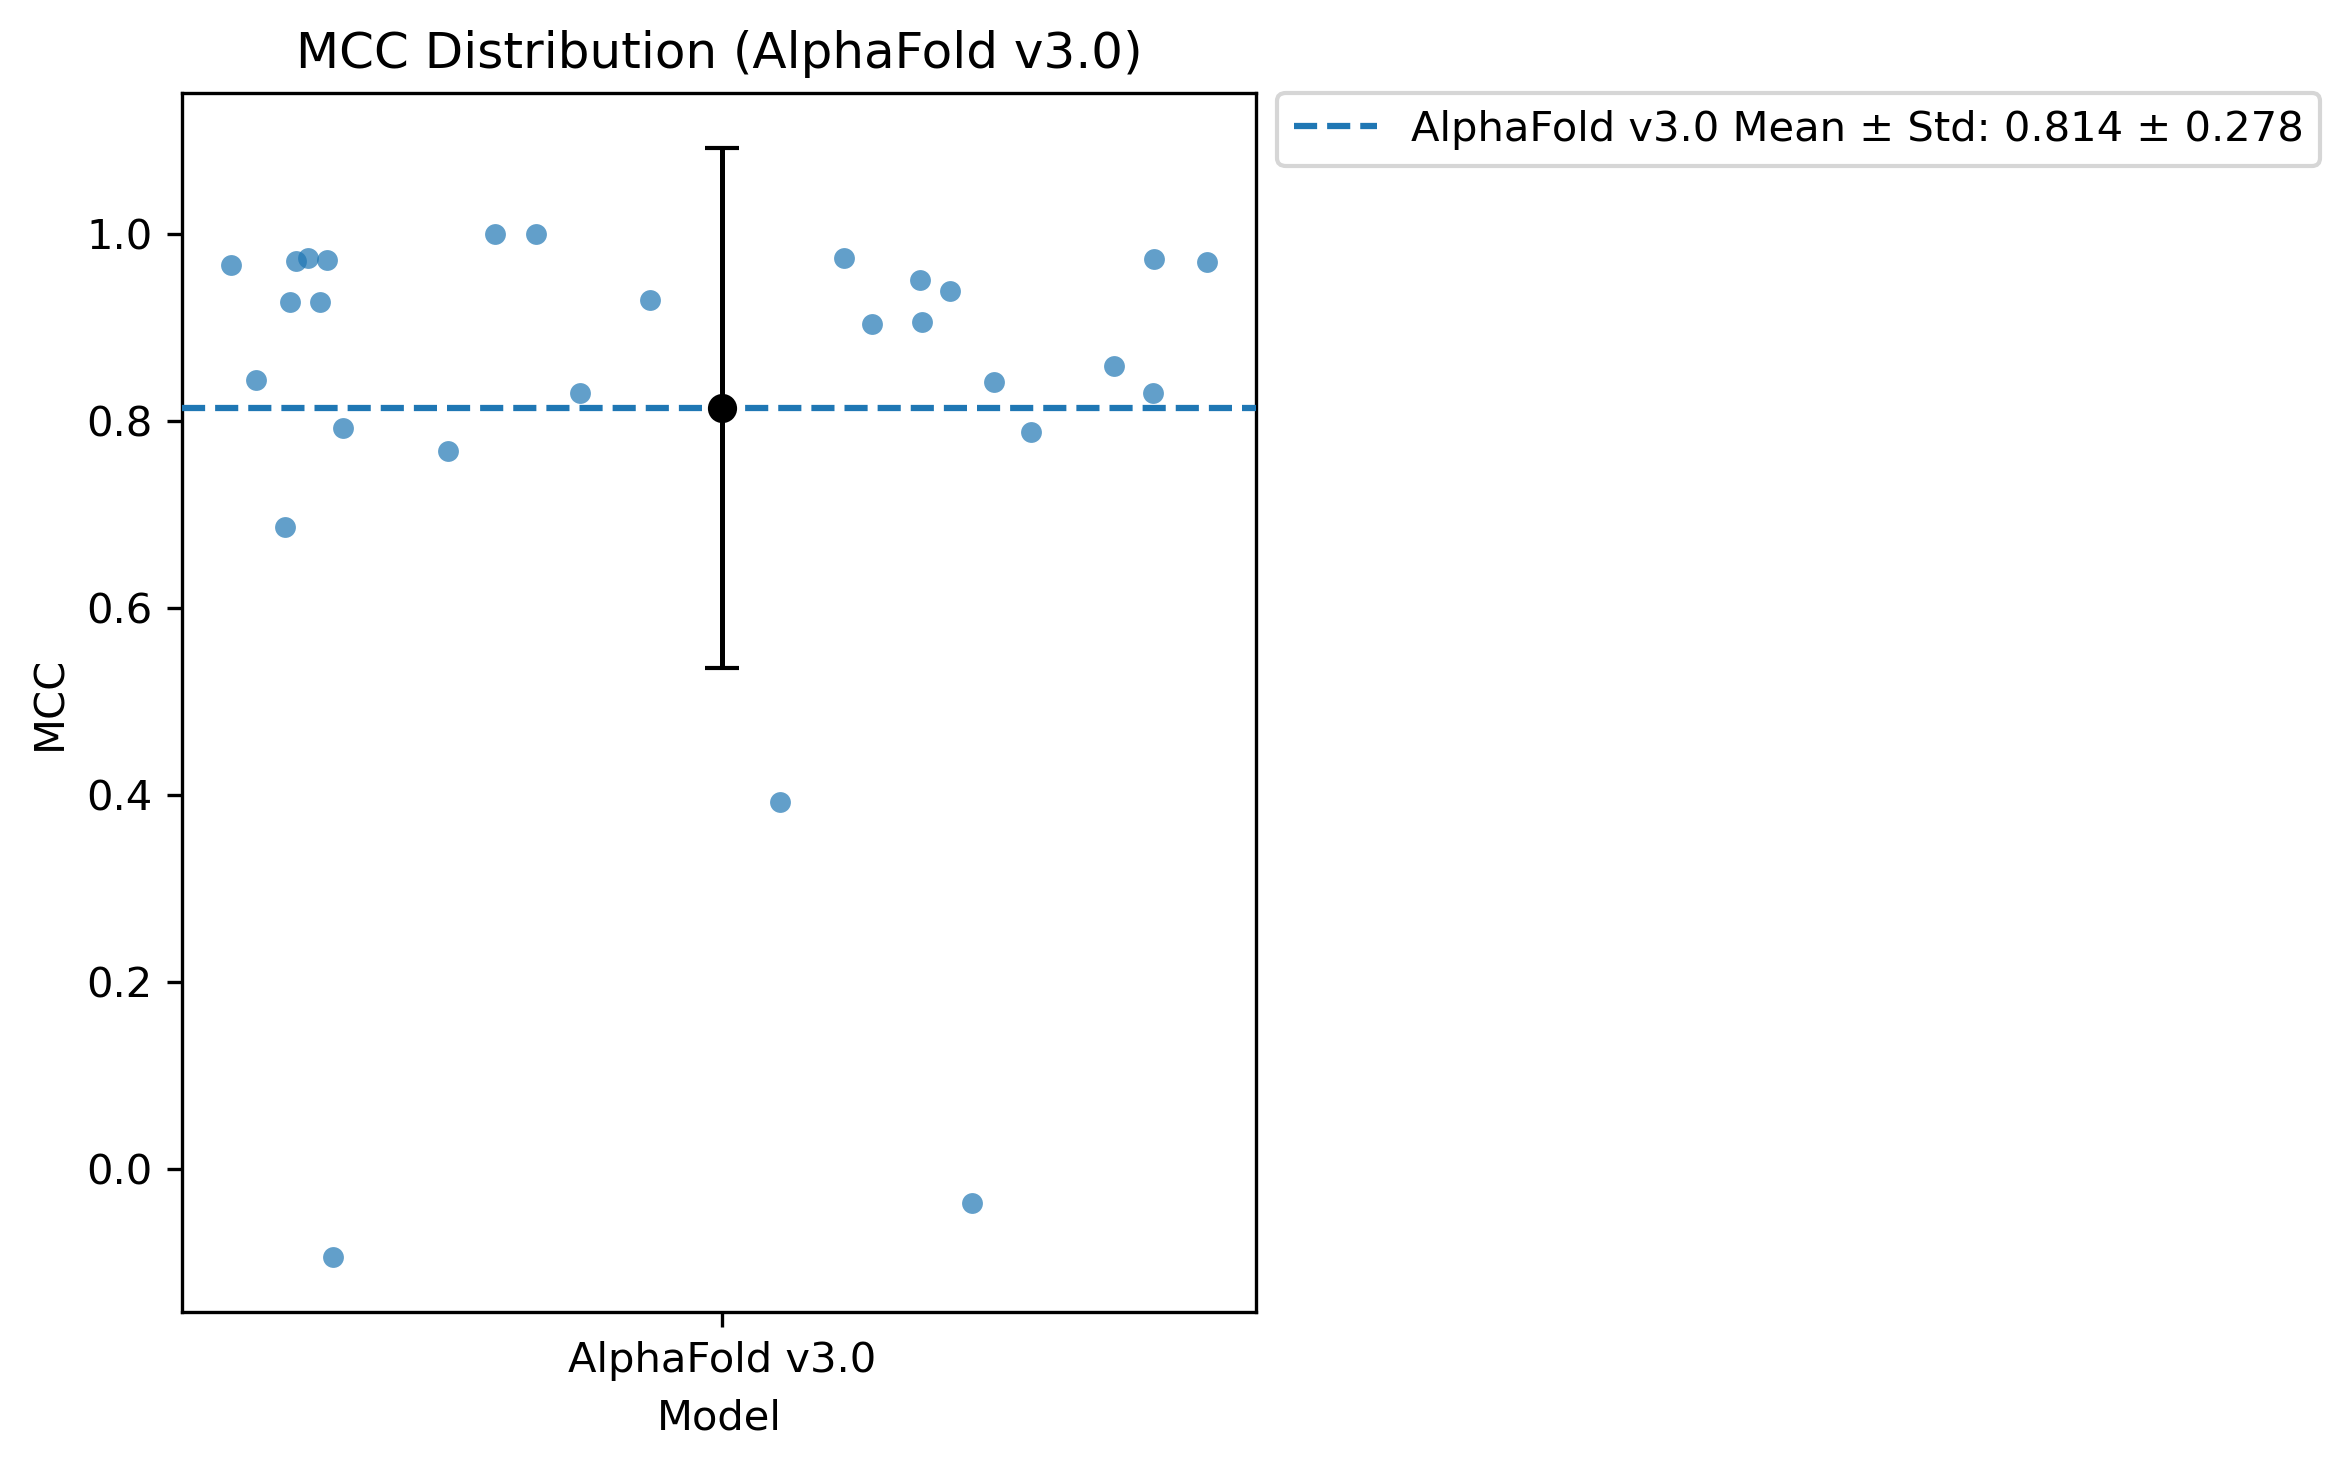 MCC Distribution (AlphaFold v3.0)
AlphaFold v3.0 Mean ± Std: 0.814 ± 0.278
1.0
0.8
0.6
0.4
0.2
0.0
MCC
AlphaFold v3.0
Model